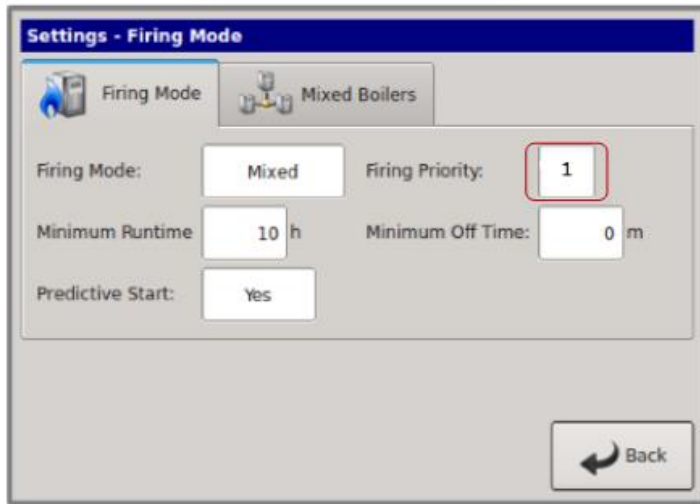 Settings - Firing Mode
Firing Mode
Mixed Boilers
Firing Mode: Mixed Firing Priority: 1
Minimum Runtime 10 h Minimum Off Time: 0 m
Predictive Start: Yes
Back